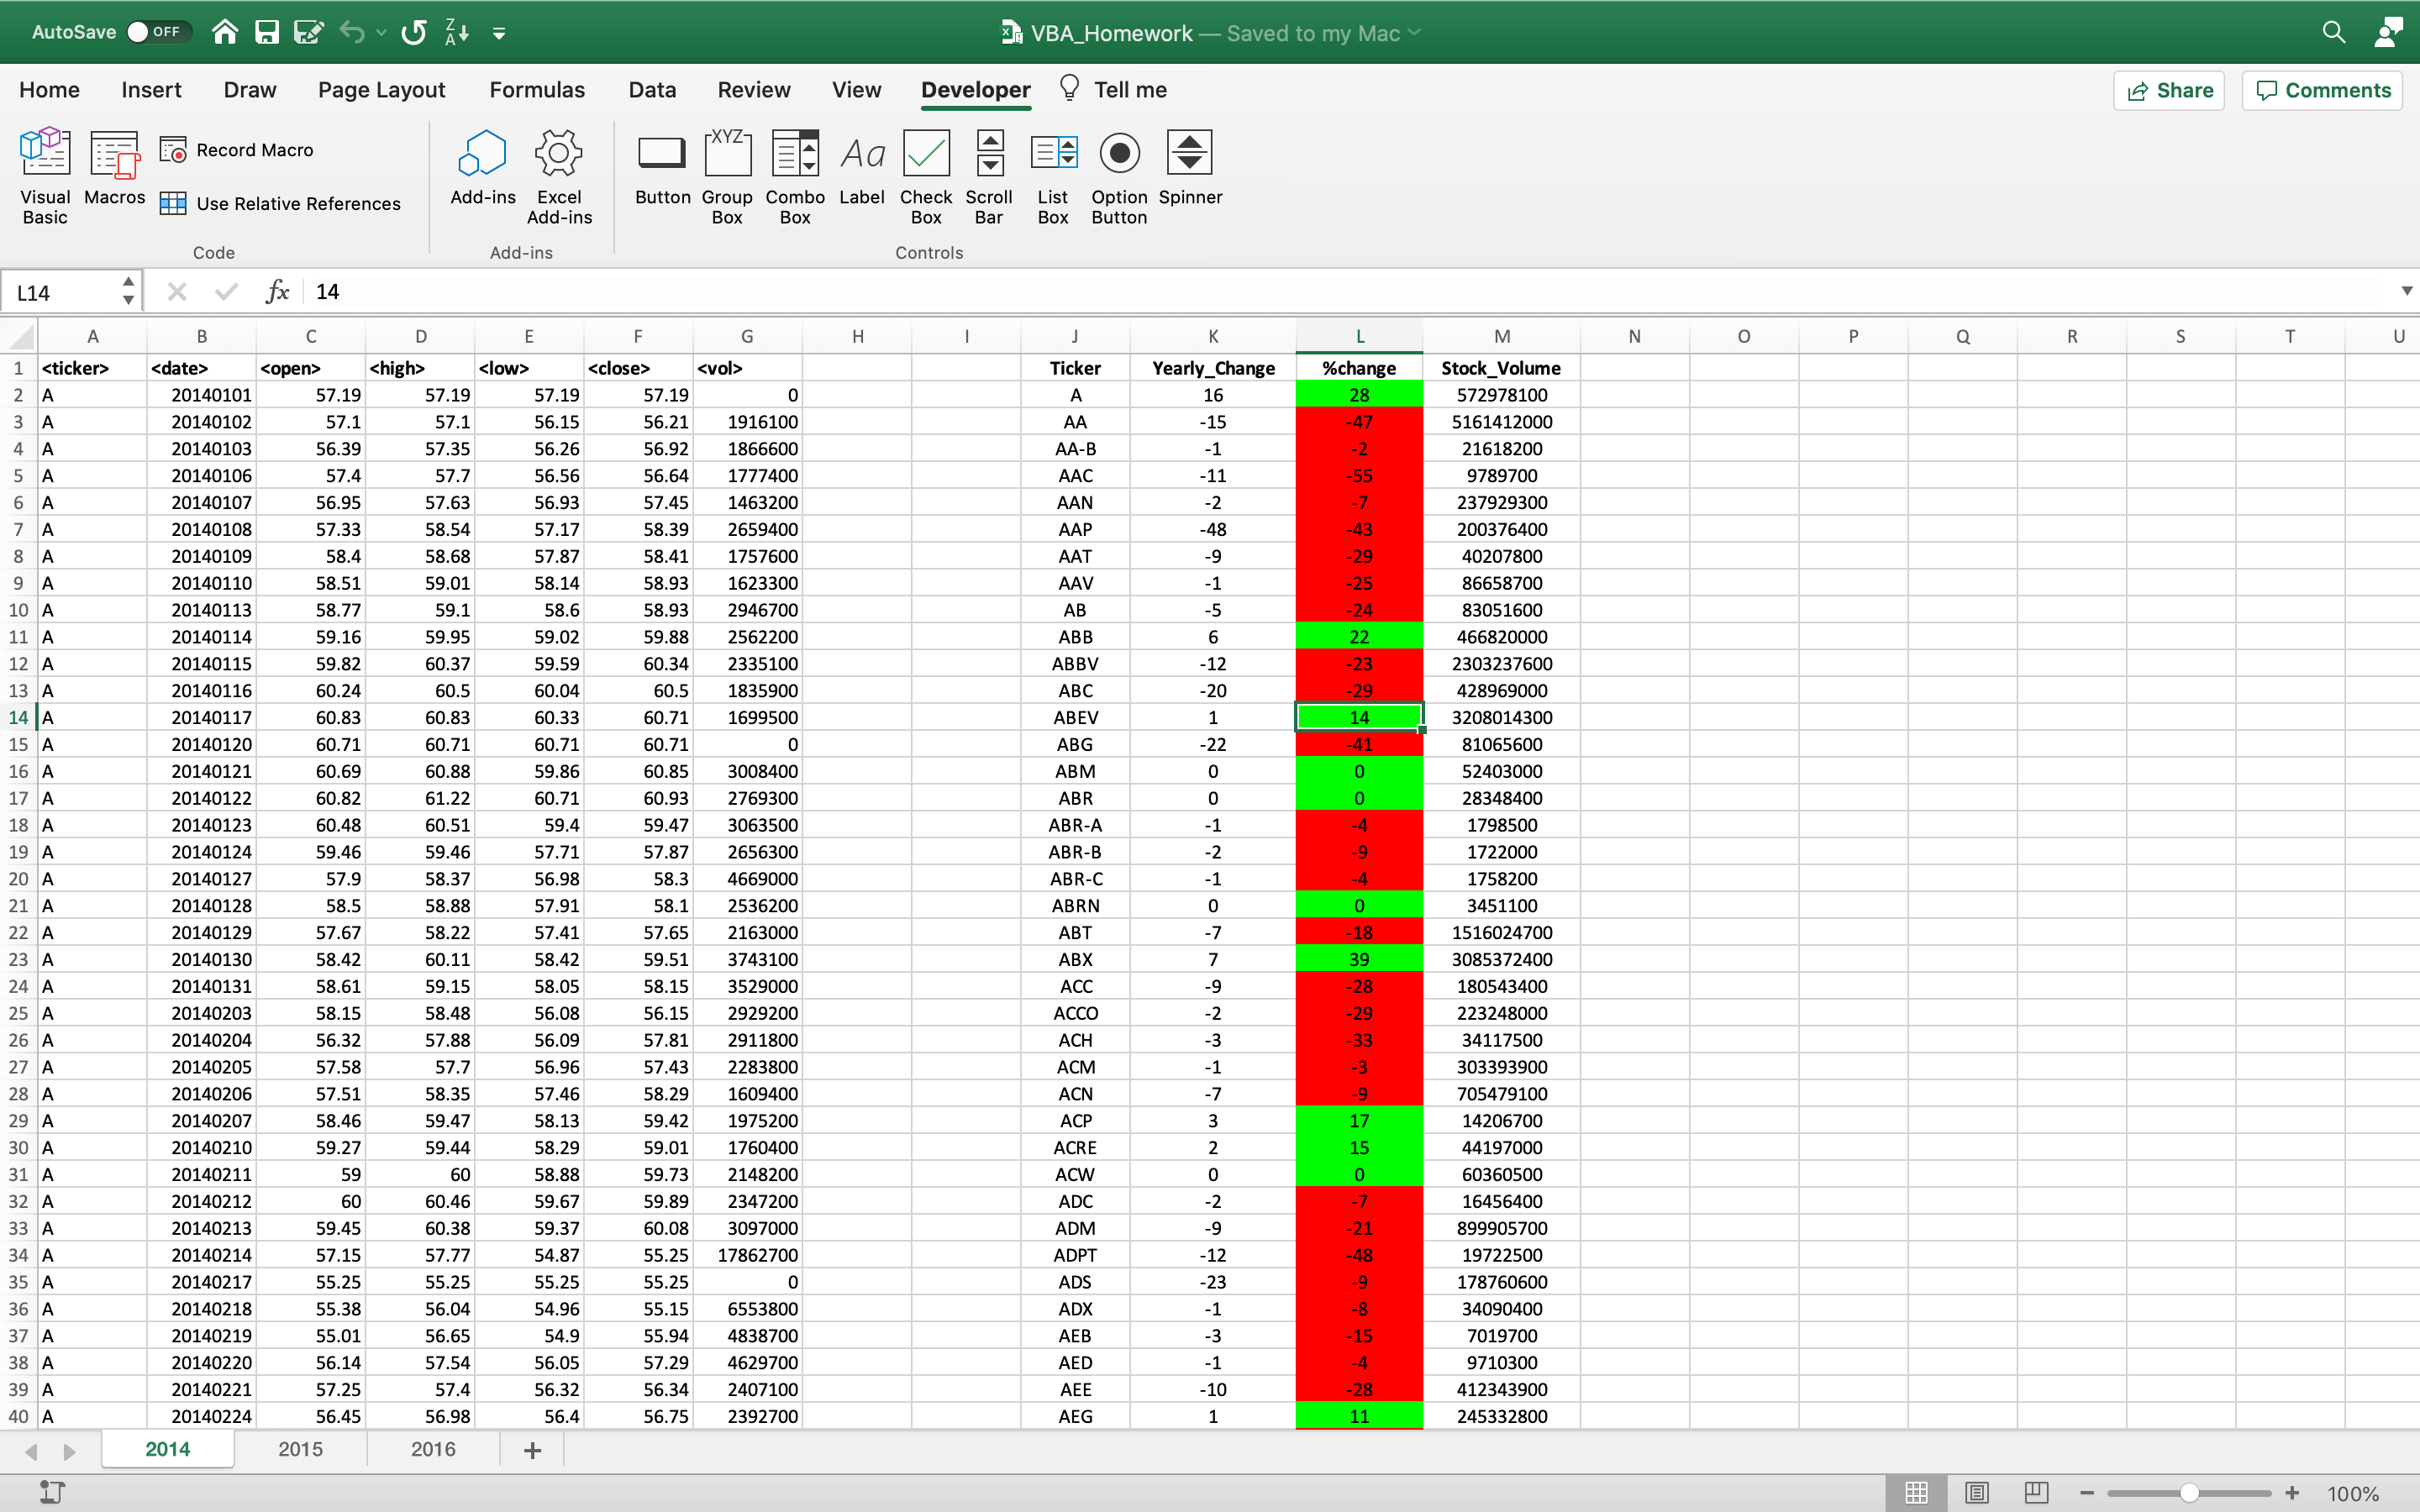 AutoSave OFF VBA_Homework — Saved to my Mac
Home Insert Draw Page Layout Formulas Data Review View Developer Tell me Share Comments
Visual Basic Macros Record Macro Use Relative References Add-ins Excel Add-ins Button Group Box Combo Box Label Check Box Scroll Bar List Box Option Button Spinner
Code Add-ins Controls
L14 fx 14
A B C D E F G H I J K L M N O P Q R S T U
1 <ticker> <date> <open> <high> <low> <close> <vol> Ticker Yearly_Change %change Stock_Volume
2 A 20140101 57.19 57.19 57.19 57.19 0 A 16 28 572978100
3 A 20140102 57.1 57.1 56.15 56.21 1916100 AA -15 -47 5161412000
4 A 20140103 56.39 57.35 56.26 56.92 1866600 AA-B -1 -2 21618200
5 A 20140106 57.4 57.7 56.56 56.64 1777400 AAC -11 -55 9789700
6 A 20140107 56.95 57.63 56.93 57.45 1463200 AAN -2 -7 237929300
7 A 20140108 57.33 58.54 57.17 58.39 2659400 AAP -48 -43 200376400
8 A 20140109 58.4 58.68 57.87 58.41 1757600 AAT -9 -29 40207800
9 A 20140110 58.51 59.01 58.14 58.93 1623300 AAV -1 -25 86658700
10 A 20140113 58.77 59.1 58.6 58.93 2946700 AB -5 -24 83051600
11 A 20140114 59.16 59.95 59.02 59.88 2562200 ABB 6 22 466820000
12 A 20140115 59.82 60.37 59.59 60.34 2335100 ABBV -12 -23 2303237600
13 A 20140116 60.24 60.5 60.04 60.5 1835900 ABC -20 -29 428969000
14 A 20140117 60.83 60.83 60.33 60.71 1699500 ABEV 1 14 3208014300
15 A 20140120 60.71 60.71 60.71 60.71 0 ABG -22 -41 81065600
16 A 20140121 60.69 60.88 59.86 60.85 3008400 ABM 0 0 52403000
17 A 20140122 60.82 61.22 60.71 60.93 2769300 ABR 0 0 28348400
18 A 20140123 60.48 60.51 59.4 59.47 3063500 ABR-A -1 -4 1798500
19 A 20140124 59.46 59.46 57.71 57.87 2656300 ABR-B -2 -9 1722000
20 A 20140127 57.9 58.37 56.98 58.3 4669000 ABR-C -1 -4 1758200
21 A 20140128 58.5 58.88 57.91 58.1 2536200 ABRN 0 0 3451100
22 A 20140129 57.67 58.22 57.41 57.65 2163000 ABT -7 -18 1516024700
23 A 20140130 58.42 60.11 58.42 59.51 3743100 ABX 7 39 3085372400
24 A 20140131 58.61 59.15 58.05 58.15 3529000 ACC -9 -28 180543400
25 A 20140203 58.15 58.48 56.08 56.15 2929200 ACCO -2 -29 223248000
26 A 20140204 56.32 57.88 56.09 57.81 2911800 ACH -3 -33 34117500
27 A 20140205 57.58 57.7 56.96 57.43 2283800 ACM -1 -3 303393900
28 A 20140206 57.51 58.35 57.46 58.29 1609400 ACN -7 -9 705479100
29 A 20140207 58.46 59.47 58.13 59.42 1975200 ACP 3 17 14206700
30 A 20140210 59.27 59.44 58.29 59.01 1760400 ACRE 2 15 44197000
31 A 20140211 59 60 58.88 59.73 2148200 ACW 0 0 60360500
32 A 20140212 60 60.46 59.67 59.89 2347200 ADC -2 -7 16456400
33 A 20140213 59.45 60.38 59.37 60.08 3097000 ADM -9 -21 899905700
34 A 20140214 57.15 57.77 54.87 55.25 17862700 ADPT -12 -48 19722500
35 A 20140217 55.25 55.25 55.25 55.25 0 ADS -23 -9 178760600
36 A 20140218 55.38 56.04 54.96 55.15 6553800 ADX -1 -8 34090400
37 A 20140219 55.01 56.65 54.9 55.94 4838700 AEB -3 -15 7019700
38 A 20140220 56.14 57.54 56.05 57.29 4629700 AED -1 -4 9710300
39 A 20140221 57.25 57.4 56.32 56.34 2407100 AEE -10 -28 412343900
40 A 20140224 56.45 56.98 56.4 56.75 2392700 AEG 1 11 245332800
2014 2015 2016 +
100%